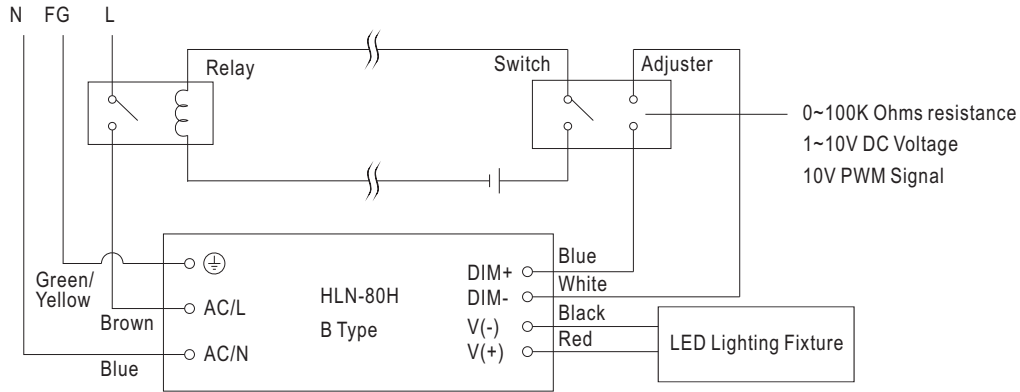 N FG L
Relay
Switch
Adjuster
0~100K Ohms resistance
1~10V DC Voltage
10V PWM Signal
Green/
Yellow
Brown
Blue
AC/L
AC/N
HLN-80H
B Type
DIM+
DIM-
V(-)
V(+)
Blue
White
Black
Red
LED Lighting Fixture